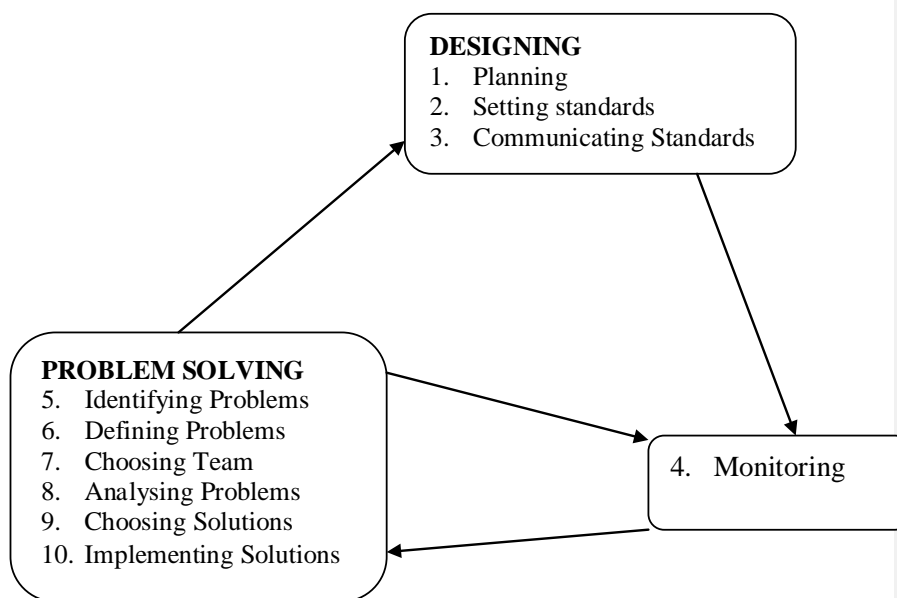 DESIGNING
1. Planning
2. Setting standards
3. Communicating Standards
PROBLEM SOLVING
5. Identifying Problems
6. Defining Problems
7. Choosing Team
8. Analysing Problems
9. Choosing Solutions
10. Implementing Solutions
4. Monitoring